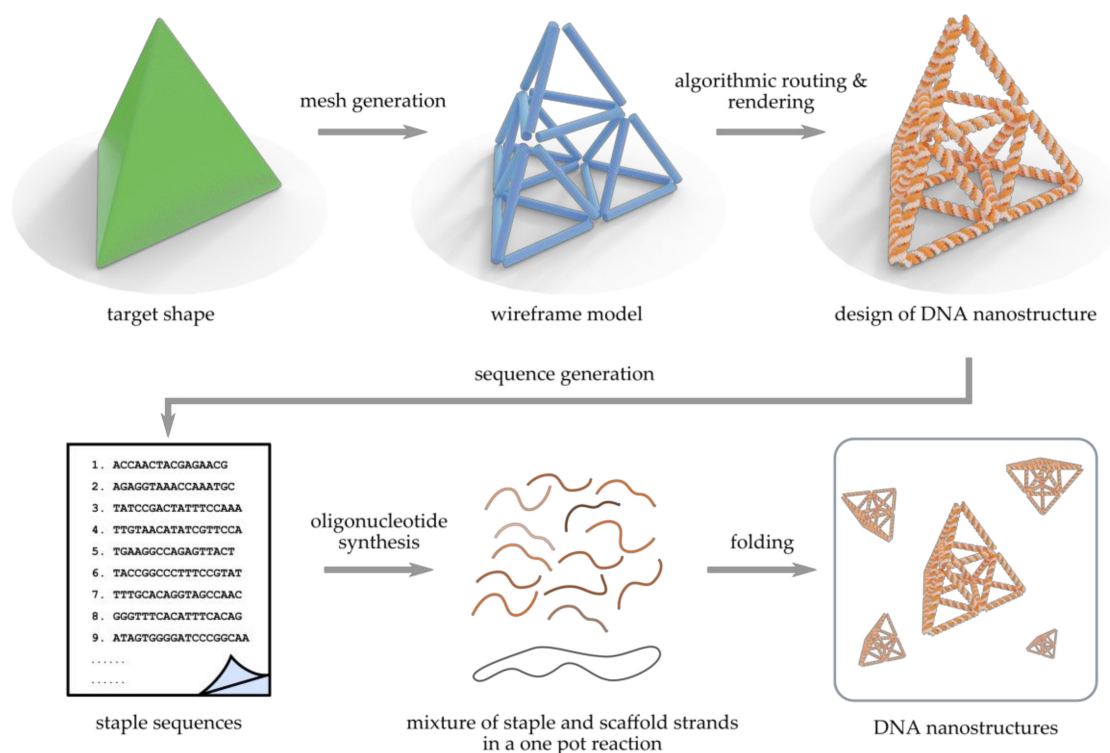 mesh generation
algorithmic routing &
rendering
target shape
wireframe model
design of DNA nanostructure
sequence generation
1. ACCAACTACGAGAACG
2. AGAGGTAAACCAAATGC
3. TATCCGACTATTTCCAAA
4. TTGTAACATATCGTTCCA
5. TGAAGGCCAGAGTTACT
6. TACCGGCCCTTTCCGTAT
7. TTTGCACAGGTAGCCAAC
8. GGGTTTCACATTTCACAG
9. ATAGTGGGGATCCCGGCAA
......
......
oligonucleotide
synthesis
folding
staple sequences
mixture of staple and scaffold strands
in a one pot reaction
DNA nanostructures